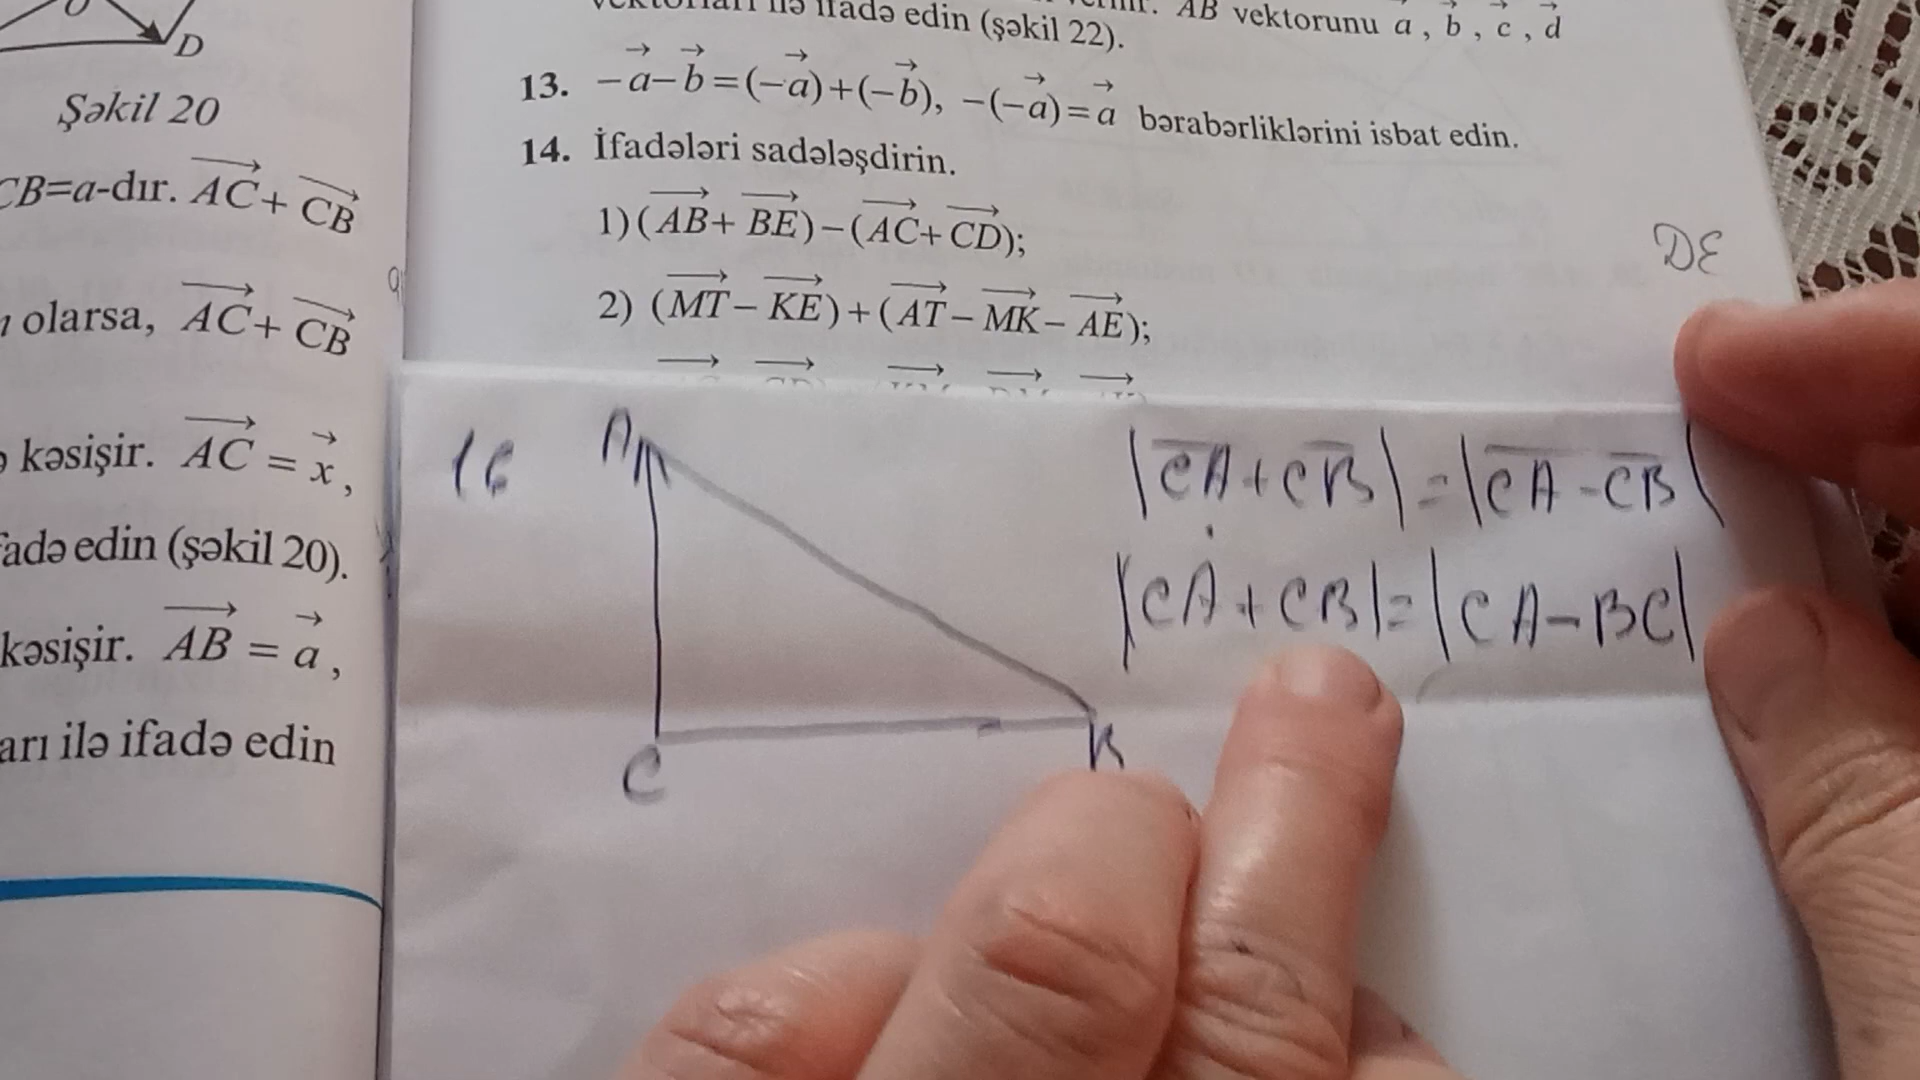 D
Şəkil 20
CB=a-dır. AC+CB
olarsa, AC+CB
kəsişir. AC = x,
adə edin (şəkil 20).
kəsişir. AB = a,
arı ilə ifadə edin
AB vektorunu a, b, c, d
ilə ifadə edin (şəkil 22).
13. −a−b=(−a)+(−b), −(−a)=a bərabərliklərini isbat edin.
14. İfadələri sadələşdirin.
1) (AB+BE)−(AC+CD);
DE
2) (MT−KE)+(AT−MK−AE);
16
A
|CA+CB|=|CA-CB|
|CA+CB|=|CA-BC|
C
B